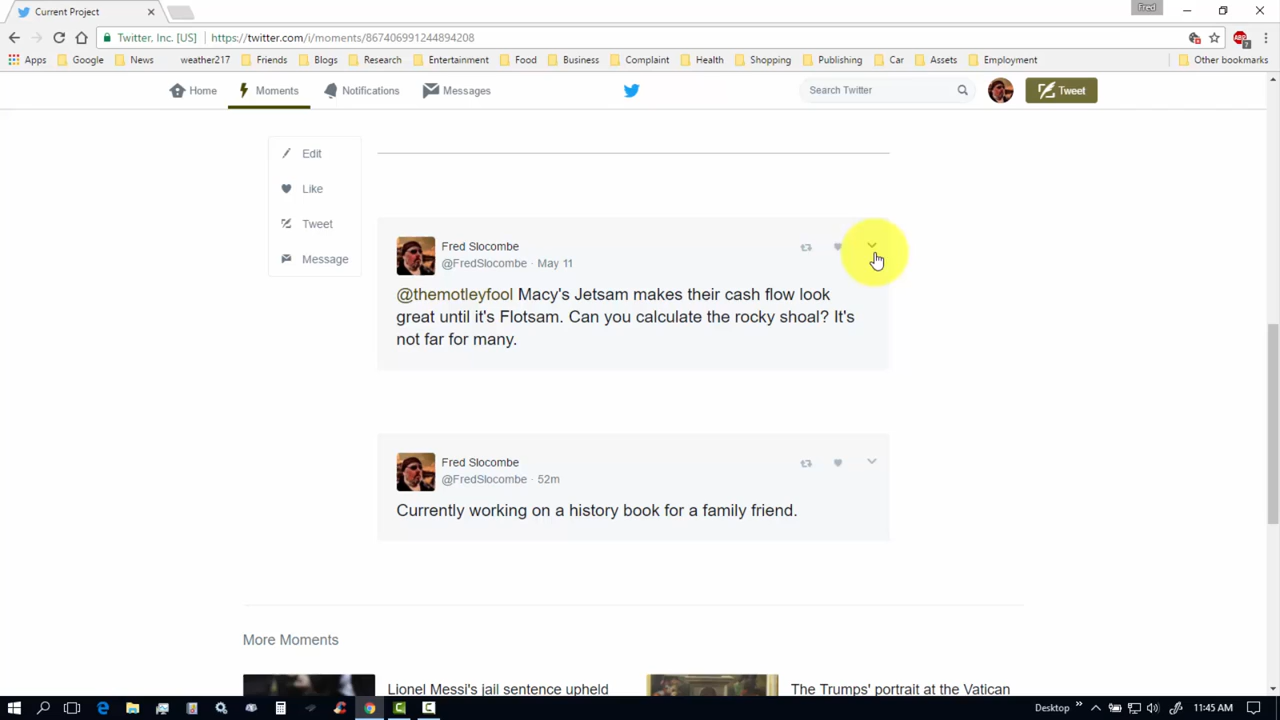 Current Project
Fred
Twitter, Inc. [US] https://twitter.com/i/moments/867406991244894208
Apps Google News weather217 Friends Blogs Research Entertainment Food Business Complaint Health Shopping Publishing Car Assets Employment Other bookmarks
Home Moments Notifications Messages Search Twitter Tweet
Edit
Like
Tweet
Message
Fred Slocombe
@FredSlocombe · May 11
@themotleyfool Macy's Jetsam makes their cash flow look
great until it's Flotsam. Can you calculate the rocky shoal? It's
not far for many.
Fred Slocombe
@FredSlocombe · 52m
Currently working on a history book for a family friend.
More Moments
Lionel Messi's jail sentence upheld
The Trumps' portrait at the Vatican
Desktop 11:45 AM